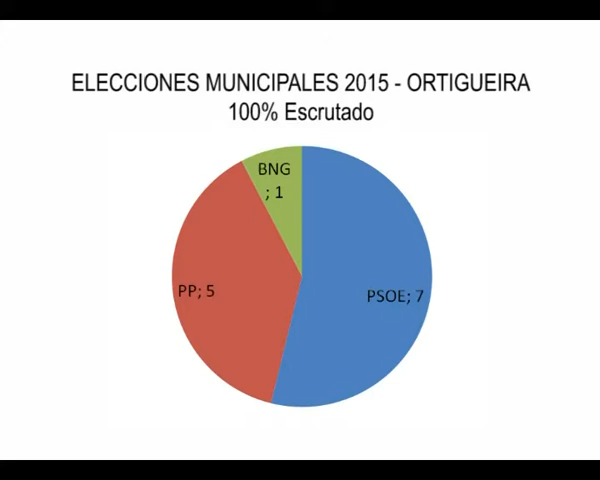 ELECCIONES MUNICIPALES 2015 - ORTIGUEIRA
100% Escrutado
BNG
; 1
PP; 5
PSOE; 7